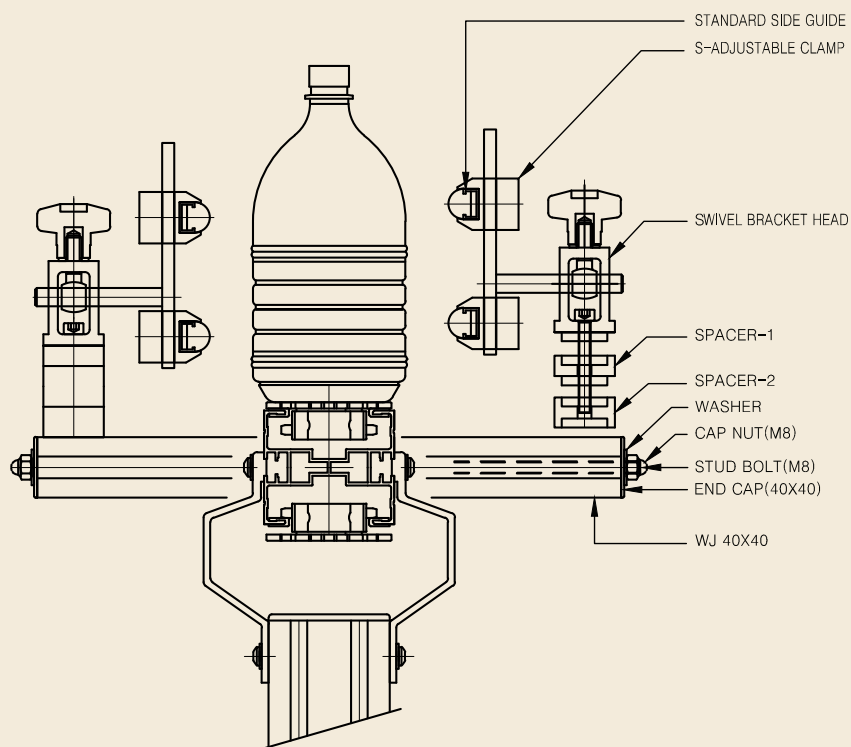 STANDARD SIDE GUIDE
S-ADJUSTABLE CLAMP
SWIVEL BRACKET HEAD
SPACER-1
SPACER-2
WASHER
CAP NUT(M8)
STUD BOLT(M8)
END CAP(40X40)
WJ 40X40